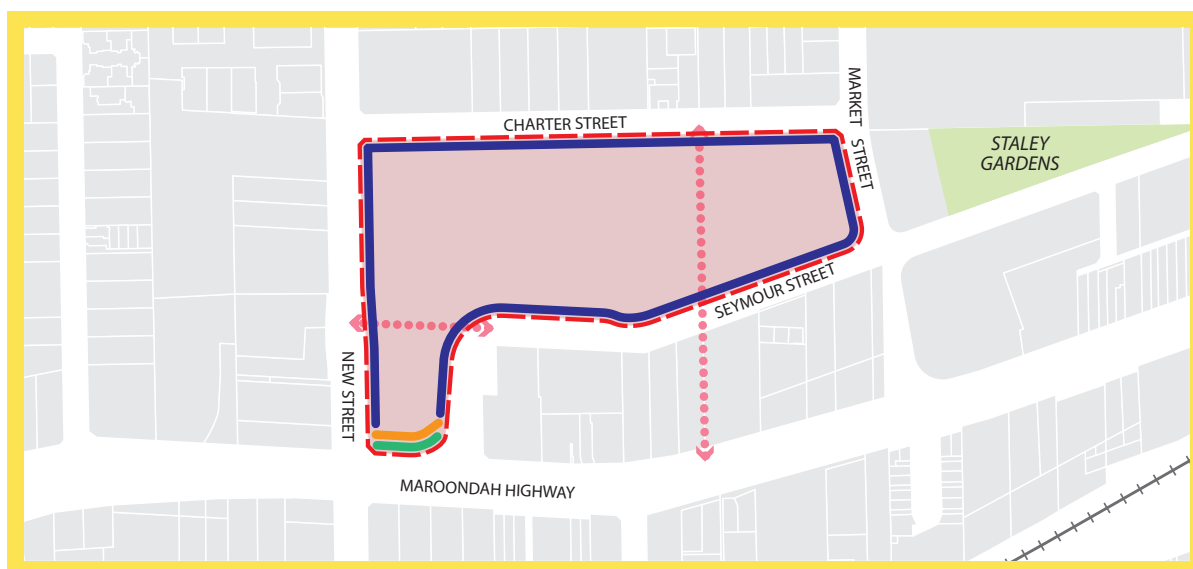 CHARTER STREET
MARKET STREET
STALEY
GARDENS
SEYMOUR STREET
NEW STREET
MAROONDAH HIGHWAY